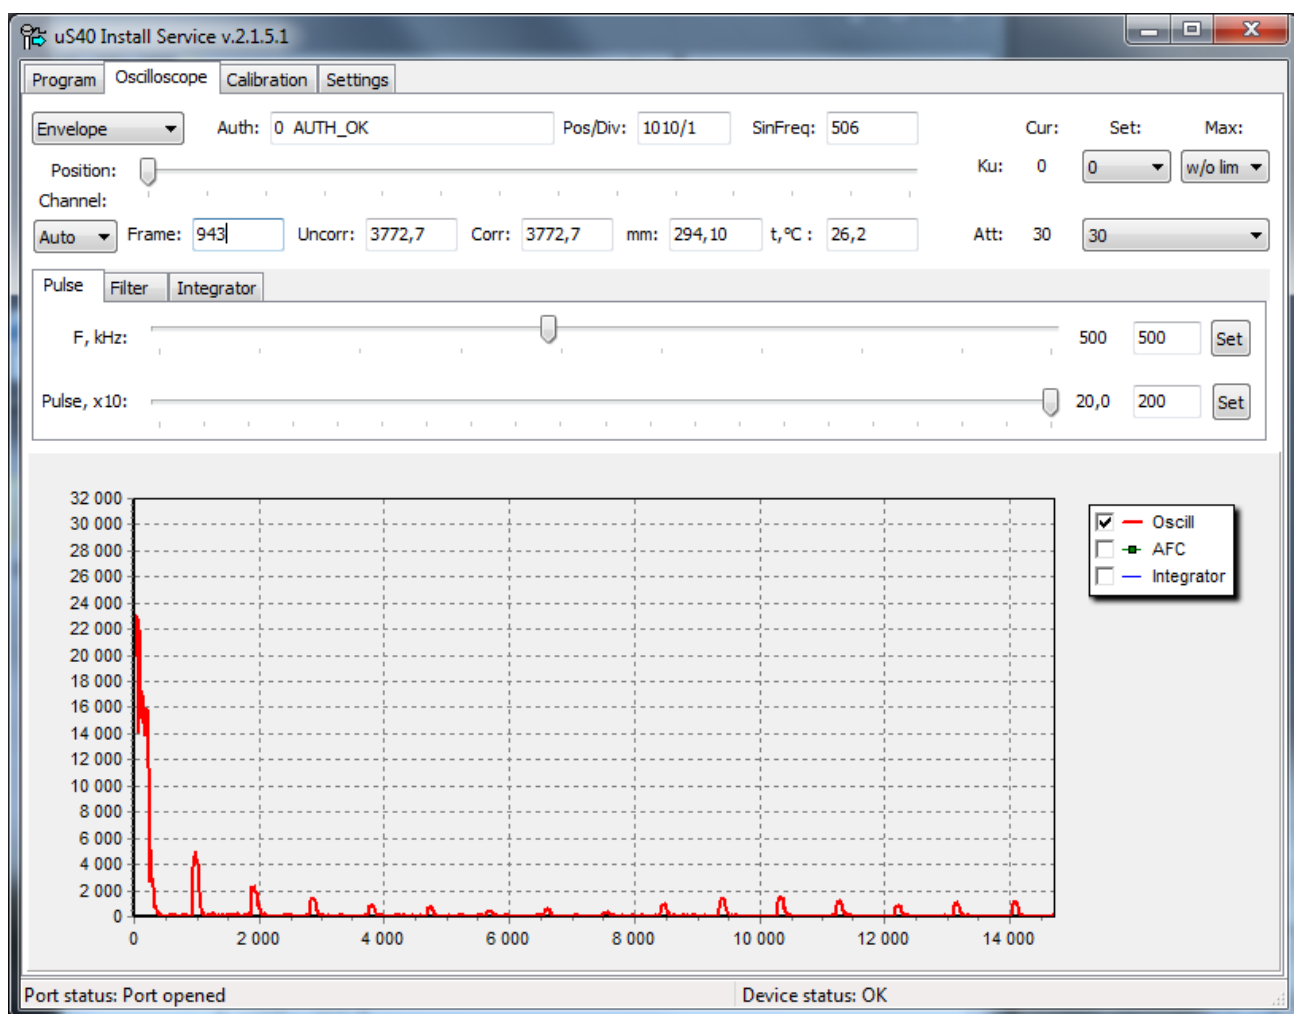 uS40 Install Service v.2.1.5.1
Program Oscilloscope Calibration Settings
Envelope Auth: 0 AUTH_OK Pos/Div: 1010/1 SinFreq: 506 Cur: Set: Max:
Position: Ku: 0 0 w/o lim
Channel:
Auto Frame: 943 Uncorr: 3772,7 Corr: 3772,7 mm: 294,10 t,°C : 26,2 Att: 30 30
Pulse Filter Integrator
F, kHz: 500 500 Set
Pulse, x10: 20,0 200 Set
32 000
30 000
28 000
26 000
24 000
22 000
20 000
18 000
16 000
14 000
12 000
10 000
8 000
6 000
4 000
2 000
0
0 2 000 4 000 6 000 8 000 10 000 12 000 14 000
Oscill
AFC
Integrator
Port status: Port opened Device status: OK